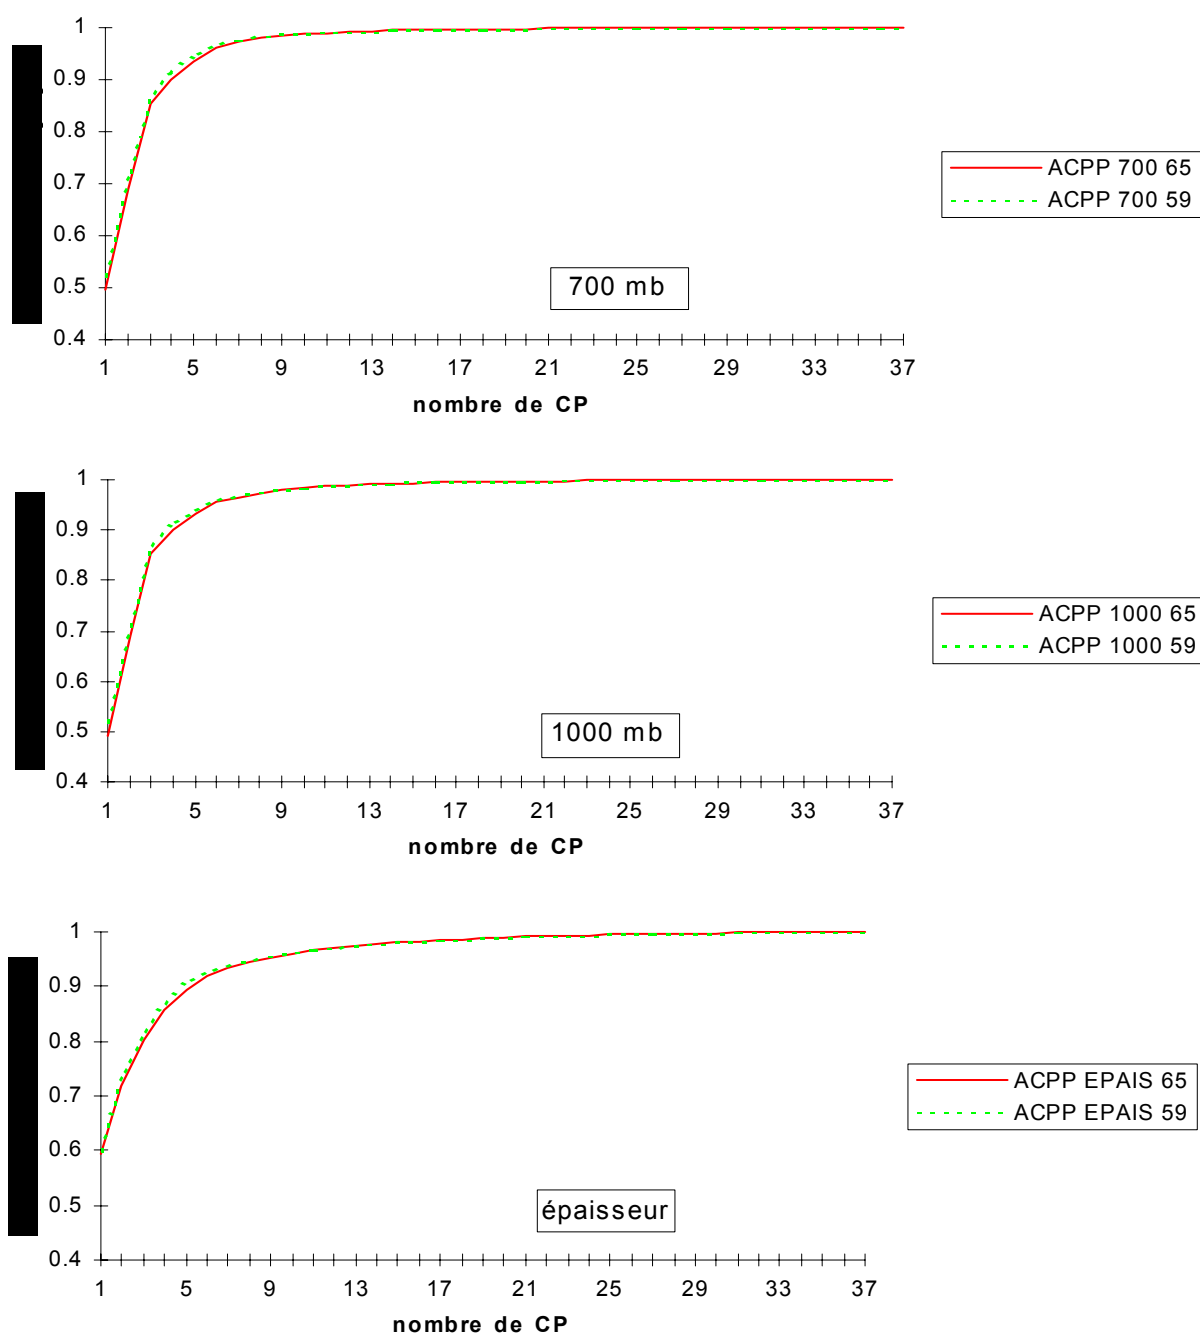 1
0.9
0.8
0.7
0.6
0.5
0.4
1 5 9 13 17 21 25 29 33 37
nombre de CP
700 mb
ACPP 700 65
ACPP 700 59
1
0.9
0.8
0.7
0.6
0.5
0.4
1 5 9 13 17 21 25 29 33 37
nombre de CP
1000 mb
ACPP 1000 65
ACPP 1000 59
1
0.9
0.8
0.7
0.6
0.5
0.4
1 5 9 13 17 21 25 29 33 37
nombre de CP
épaisseur
ACPP EPAIS 65
ACPP EPAIS 59